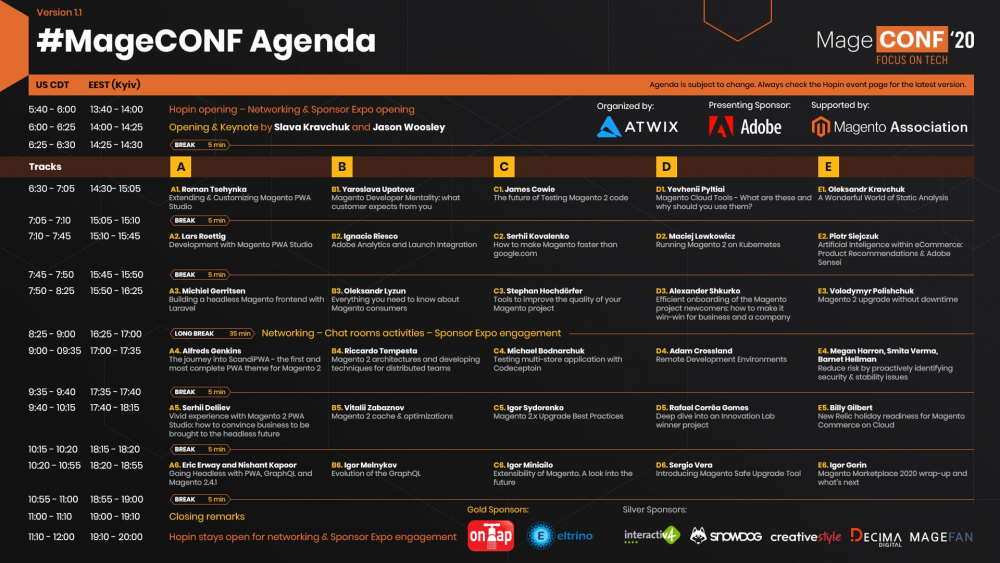 Version 1.1
#MageCONF Agenda
Mage CONF '20
FOCUS ON TECH
US CDT EEST (Kyiv)
Agenda is subject to change. Always check the Hopin event page for the latest version.
5:40 - 6:00 13:40 - 14:00 Hopin opening – Networking & Sponsor Expo opening
6:00 - 6:25 14:00 - 14:25 Opening & Keynote by Slava Kravchuk and Jason Woosley
6:25 - 6:30 14:25 - 14:30 BREAK 5 min
Organized by:
ATWIX
Presenting Sponsor:
Adobe
Supported by:
Magento Association
Tracks A B C D E
6:30 - 7:05 14:30- 15:05
A1. Roman Tsehynka
Extending & Customizing Magento PWA
Studio
B1. Yaroslava Upatova
Magento Developer Mentality: what
customer expects from you
C1. James Cowie
The future of Testing Magento 2 code
D1. Yevhenii Pyltiai
Magento Cloud Tools - What are these and
why should you use them?
E1. Oleksandr Kravchuk
A Wonderful World of Static Analysis
7:05 - 7:10 15:05 - 15:10 BREAK 5 min
7:10 - 7:45 15:10 - 15:45
A2. Lars Roettig
Development with Magento PWA Studio
B2. Ignacio Riesco
Adobe Analytics and Launch Integration
C2. Serhii Kovalenko
How to make Magento faster than
google.com
D2. Maciej Lewkowicz
Running Magento 2 on Kubernetes
E2. Piotr Siejczuk
Artificial Inteligence within eCommerce:
Product Recommendations & Adobe
Sensei
7:45 - 7:50 15:45 - 15:50 BREAK 5 min
7:50 - 8:25 15:50 - 16:25
A3. Michiel Gerritsen
Building a headless Magento frontend with
Laravel
B3. Oleksandr Lyzun
Everything you need to know about
Magento consumers
C3. Stephan Hochdörfer
Tools to improve the quality of your
Magento project
D3. Alexander Shkurko
Efficient onboarding of the Magento
project newcomers: how to make it
win-win for business and a company
E3. Volodymyr Polishchuk
Magento 2 upgrade without downtime
8:25 - 9:00 16:25 - 17:00 LONG BREAK 35 min Networking – Chat rooms activities – Sponsor Expo engagement
9:00 - 09:35 17:00 - 17:35
A4. Alfreds Genkins
The journey into ScandiPWA - the first and
most complete PWA theme for Magento 2
B4. Riccardo Tempesta
Magento 2 architectures and developing
techniques for distributed teams
C4. Michael Bodnarchuk
Testing multi-store application with
Codeceptoin
D4. Adam Crossland
Remote Development Environments
E4. Megan Harron, Smita Verma,
Barnet Hellman
Reduce risk by proactively identifying
security & stability issues
9:35 - 9:40 17:35 - 17:40 BREAK 5 min
9:40 - 10:15 17:40 - 18:15
A5. Serhii Deliiev
Vivid experience with Magento 2 PWA
Studio: how to convince business to be
brought to the headless future
B5. Vitalii Zabaznov
Magento 2 cache & optimizations
C5. Igor Sydorenko
Magento 2.x Upgrade Best Practices
D5. Rafael Corrêa Gomes
Deep dive into an Innovation Lab
winner project
E5. Billy Gilbert
New Relic holiday readiness for Magento
Commerce on Cloud
10:15 - 10:20 18:15 - 18:20 BREAK 5 min
10:20 - 10:55 18:20 - 18:55
A6. Eric Erway and Nishant Kapoor
Going Headless with PWA, GraphQL and
Magento 2.4.1
B6. Igor Melnykov
Evolution of the GraphQL
C6. Igor Miniailo
Extensibility of Magento. A look into the
future
D6. Sergio Vera
Introducing Magento Safe Upgrade Tool
E6. Igor Gorin
Magento Marketplace 2020 wrap-up and
what's next
10:55 - 11:00 18:55 - 19:00 BREAK 5 min
11:00 - 11:10 19:00 - 19:10 Closing remarks
11:10 - 12:00 19:10 - 20:00 Hopin stays open for networking & Sponsor Expo engagement
Gold Sponsors:
on tap
E eltrino
Silver Sponsors:
interactiv4
SNOWDOG
creativestyle
DECIMA
DIGITAL
MAGEFAN